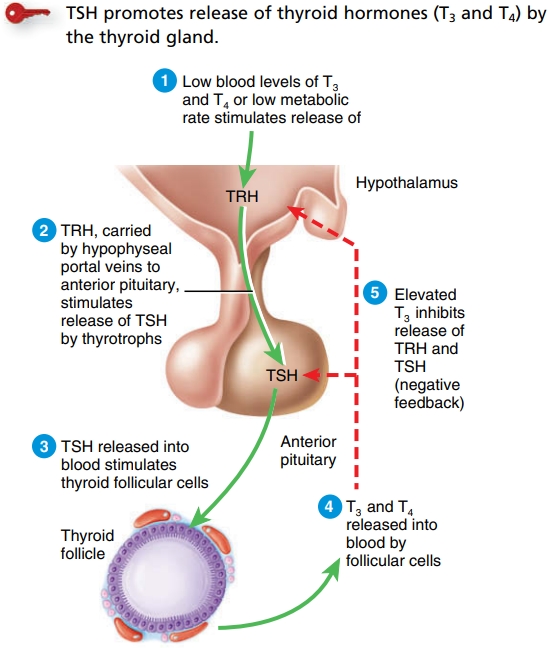 TSH promotes release of thyroid hormones (T₃ and T₄) by
the thyroid gland.
1 Low blood levels of T₃
and T₄ or low metabolic
rate stimulates release of
TRH
Hypothalamus
2 TRH, carried
by hypophyseal
portal veins to
anterior pituitary,
stimulates
release of TSH
by thyrotrophs
5 Elevated
T₃ inhibits
release of
TRH and
TSH
(negative
feedback)
TSH
3 TSH released into
blood stimulates
thyroid follicular cells
Anterior
pituitary
4 T₃ and T₄
released into
blood by
follicular cells
Thyroid
follicle